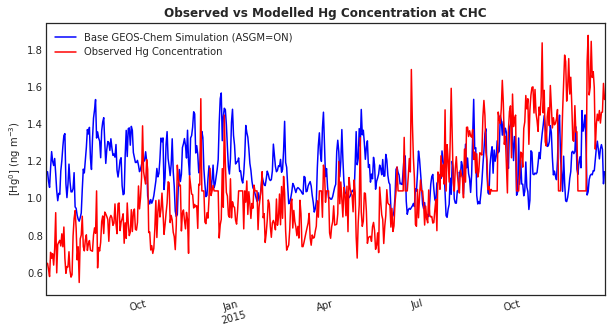 Observed vs Modelled Hg Concentration at CHC
Base GEOS-Chem Simulation (ASGM=ON)
Observed Hg Concentration
[Hg⁰] (ng m⁻³)
1.8
1.6
1.4
1.2
1.0
0.8
0.6
Oct
Jan
2015
Apr
Jul
Oct